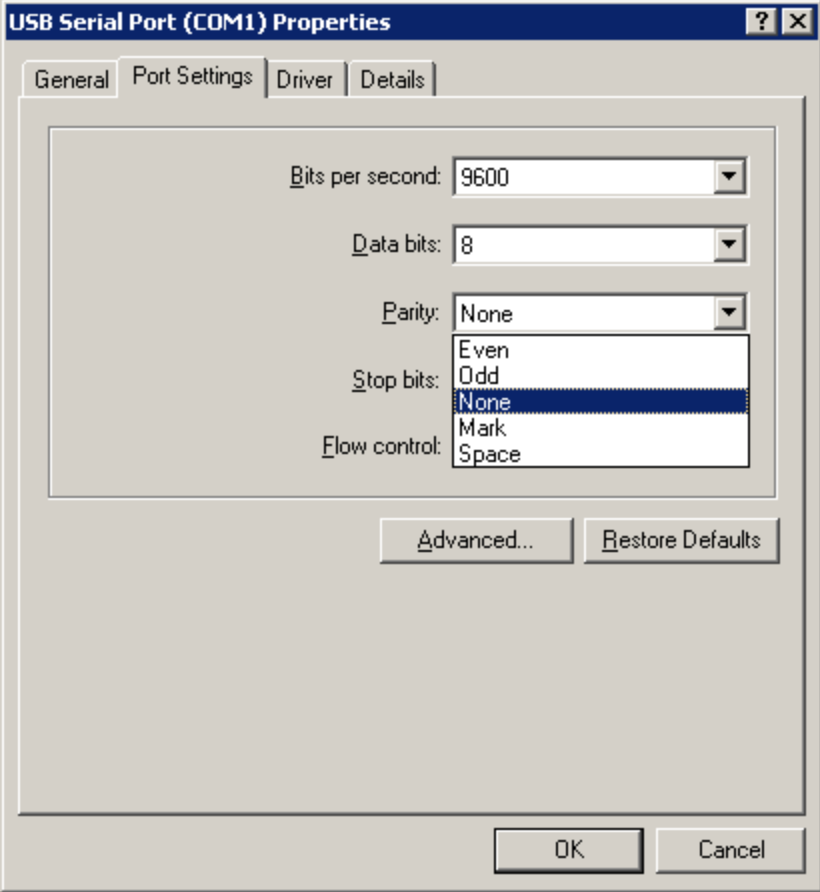 USB Serial Port (COM1) Properties
General Port Settings Driver Details
Bits per second: 9600
Data bits: 8
Parity: None
Even
Stop bits: Odd
None
Mark
Flow control: Space
Advanced... Restore Defaults
OK Cancel